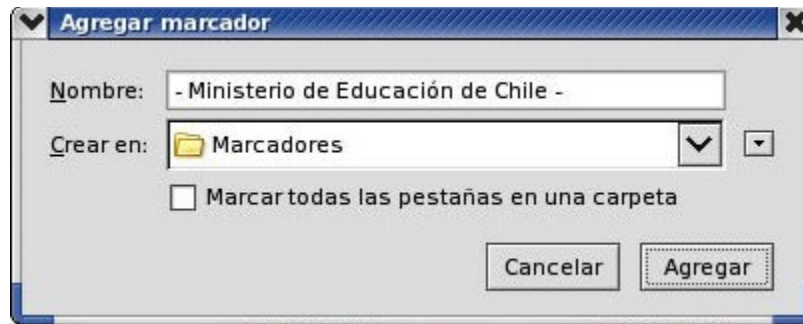 Agregar marcador
Nombre: - Ministerio de Educación de Chile -
Crear en: Marcadores
Marcar todas las pestañas en una carpeta
Cancelar Agregar